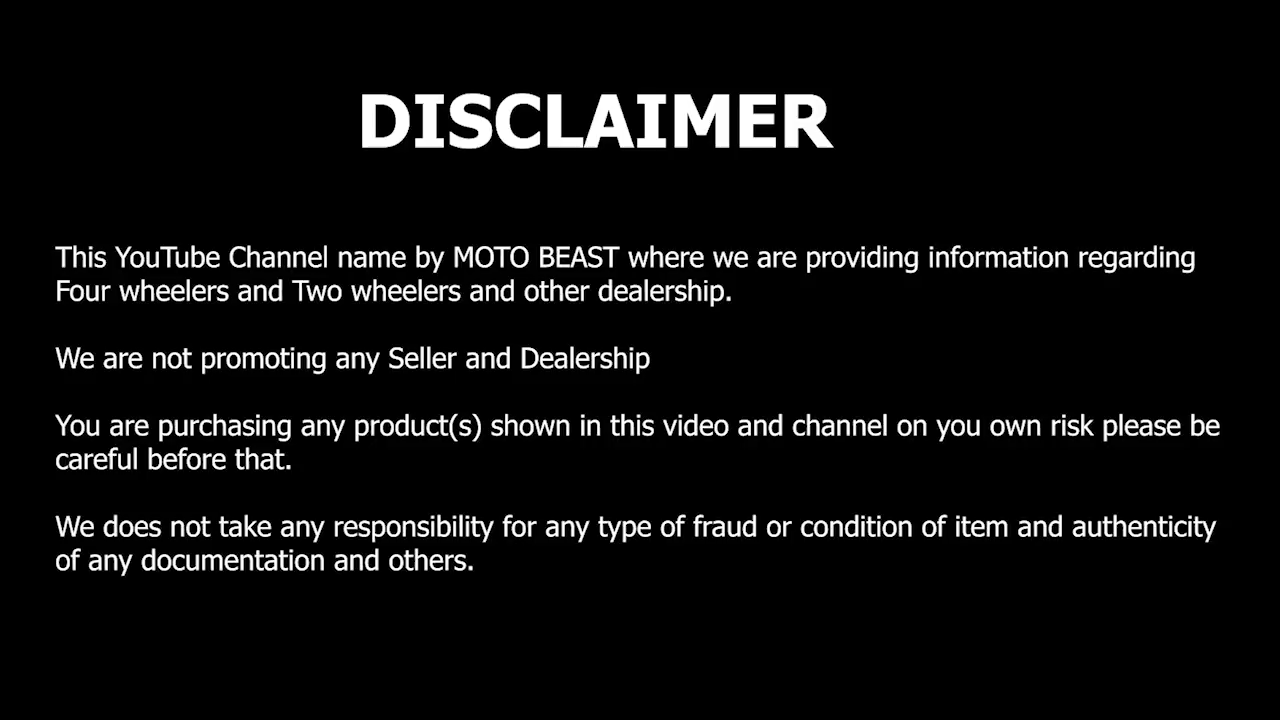 DISCLAIMER
This YouTube Channel name by MOTO BEAST where we are providing information regarding
Four wheelers and Two wheelers and other dealership.
We are not promoting any Seller and Dealership
You are purchasing any product(s) shown in this video and channel on you own risk please be
careful before that.
We does not take any responsibility for any type of fraud or condition of item and authenticity
of any documentation and others.